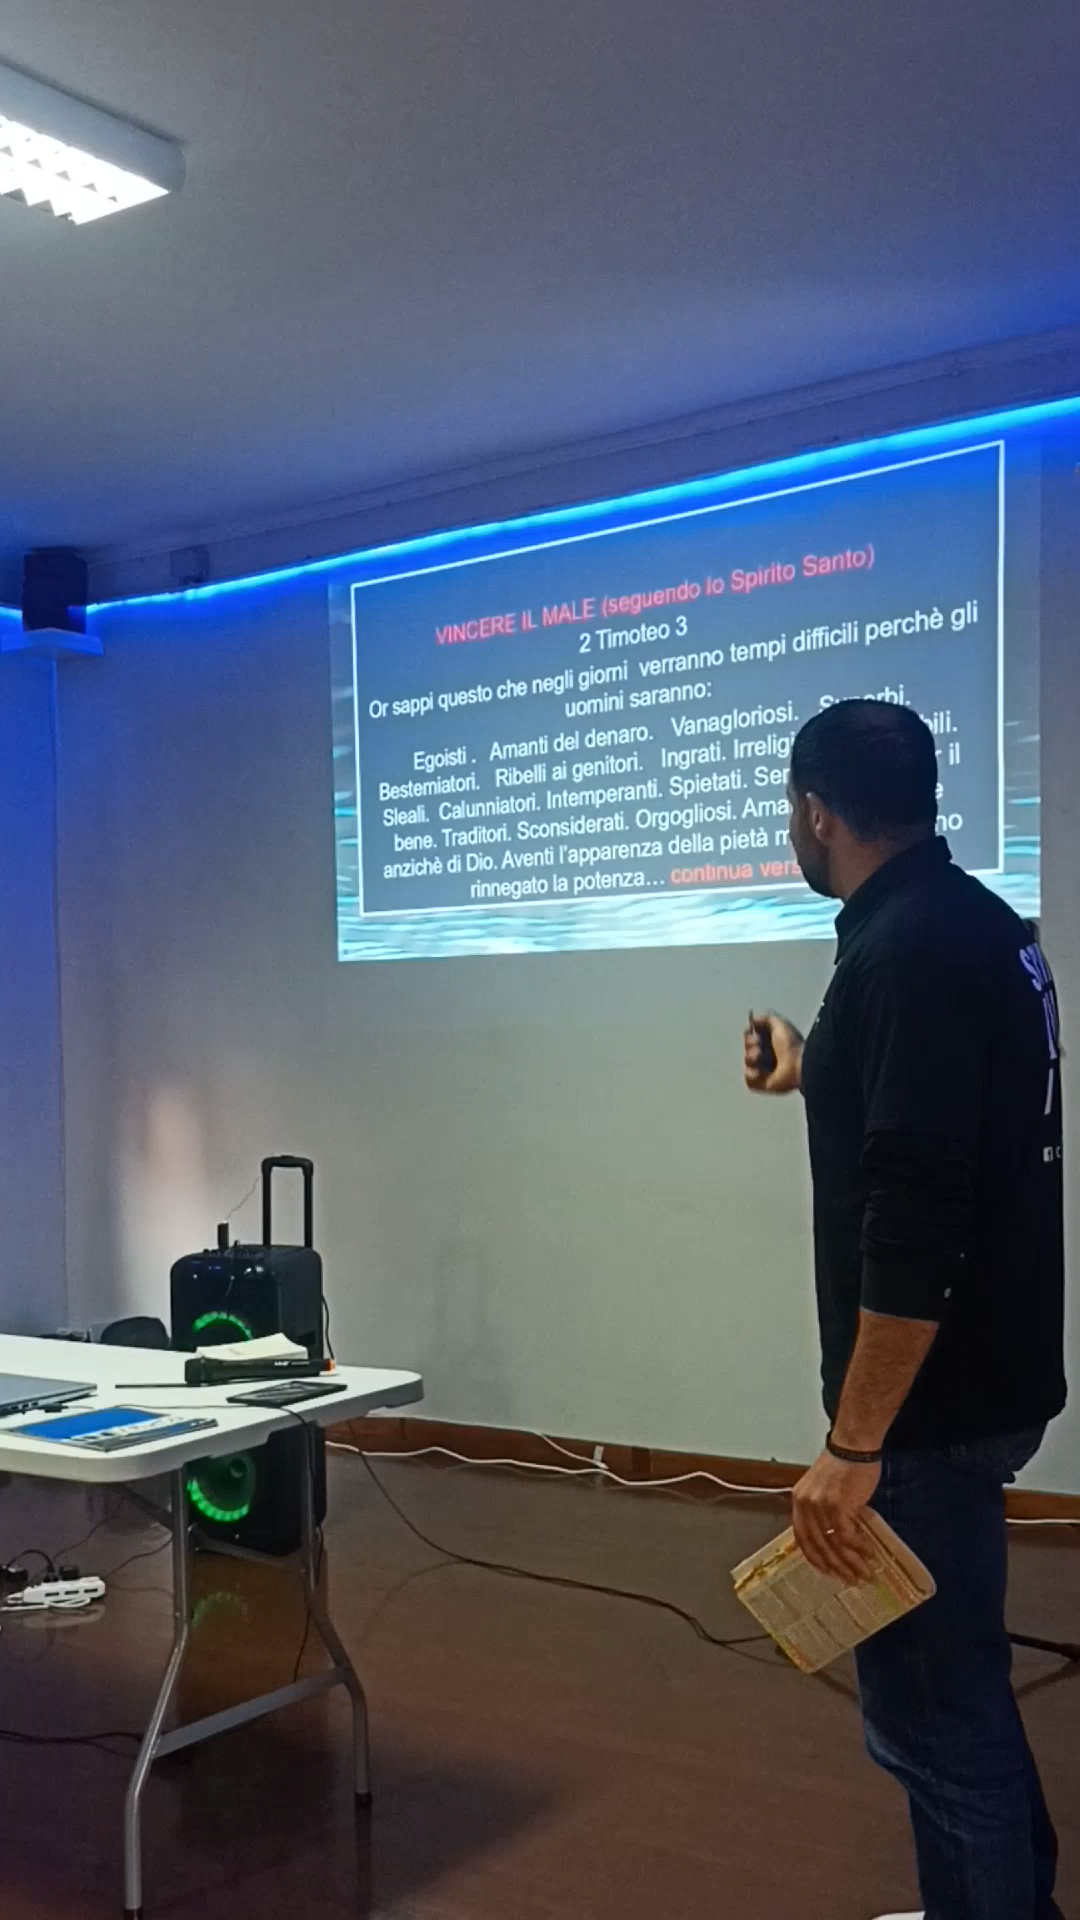 VINCERE IL MALE (seguendo lo Spirito Santo)
2 Timoteo 3
Or sappi questo che negli giorni verranno tempi difficili perchè gli
uomini saranno:
Egoisti . Amanti del denaro. Vanagloriosi.
Bestemiatori. Ribelli ai genitori. Ingrati.
Sleali. Calunniatori. Intemperanti. Spietati. il
bene. Traditori. Sconsiderati. Orgogliosi.
anzichè di Dio. Aventi l'apparenza della pietà
rinnegato la potenza... continua